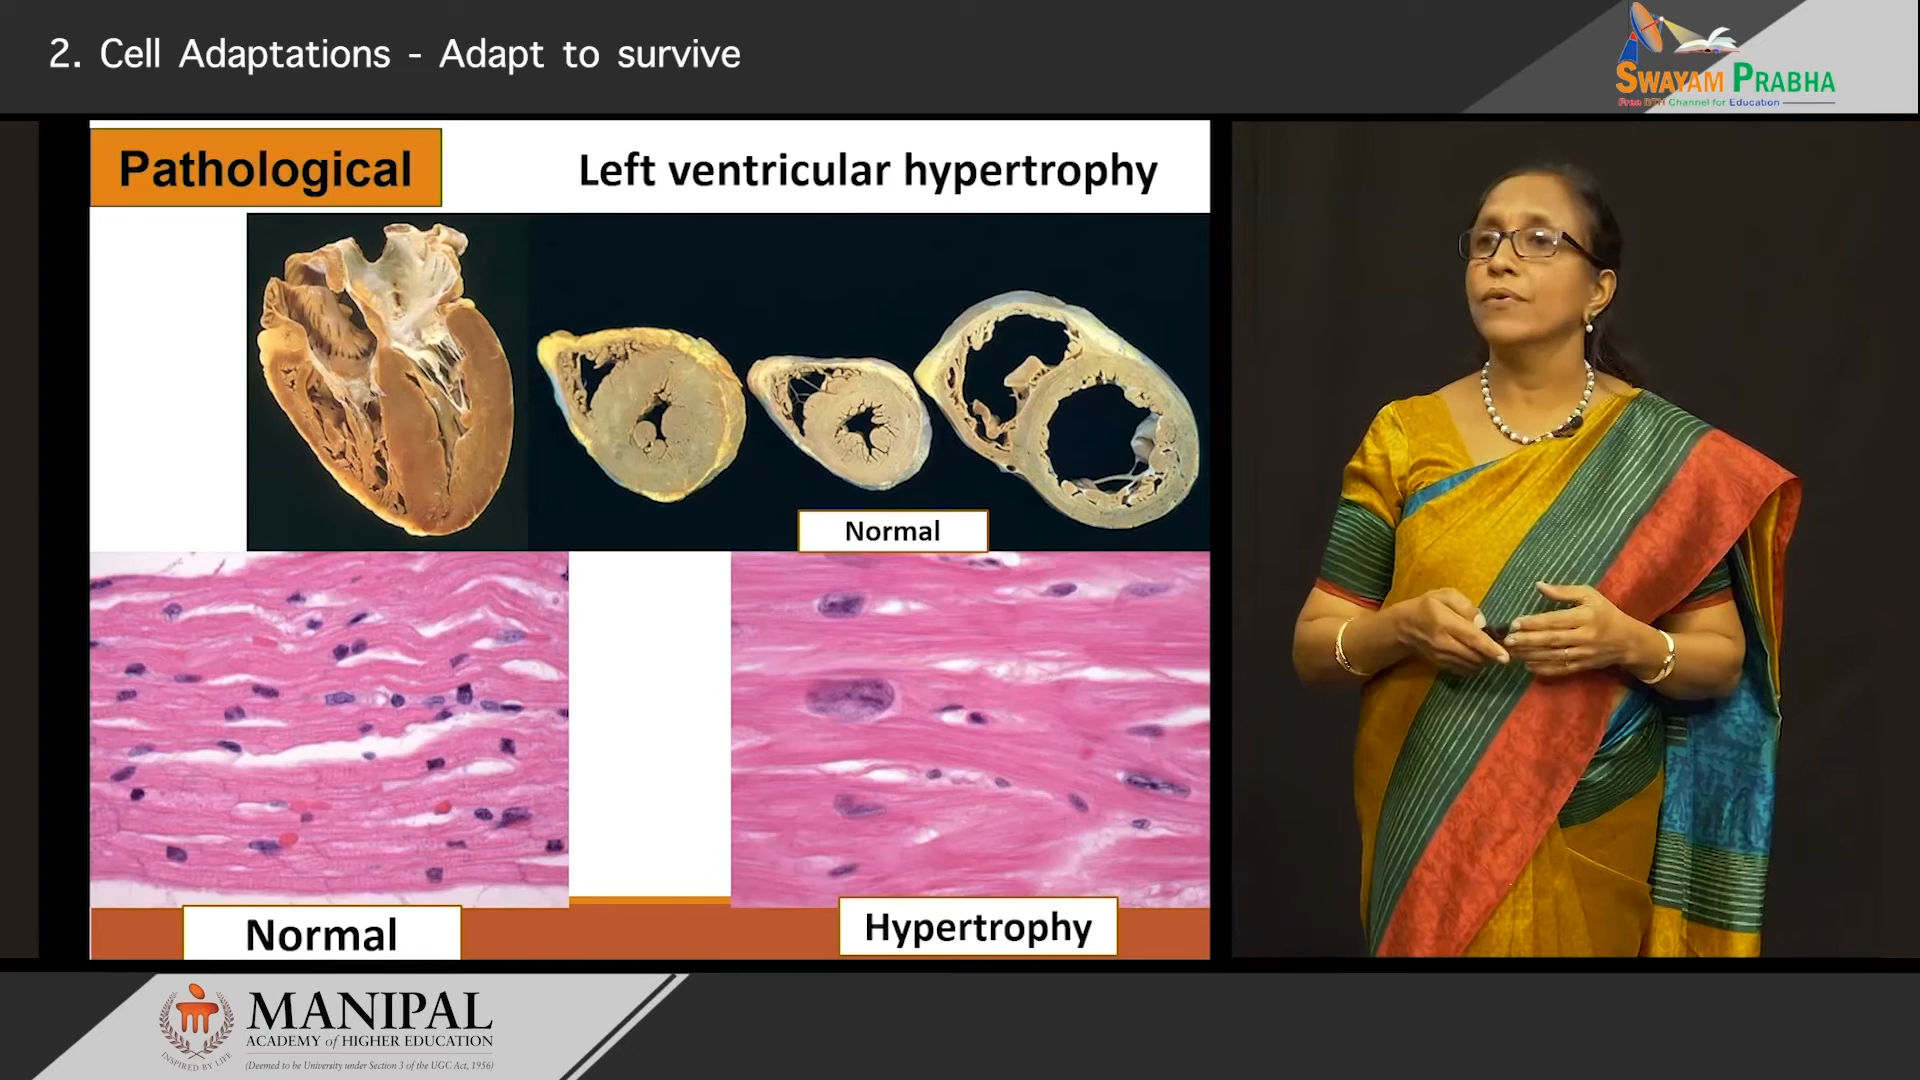 2. Cell Adaptations - Adapt to survive
SWAYAM PRABHA
Free DTH Channel for Education
Pathological
Left ventricular hypertrophy
Normal
Normal
Hypertrophy
INSPIRED BY LIFE
MANIPAL
ACADEMY of HIGHER EDUCATION
(Deemed to be University under Section 3 of the UGC Act, 1956)